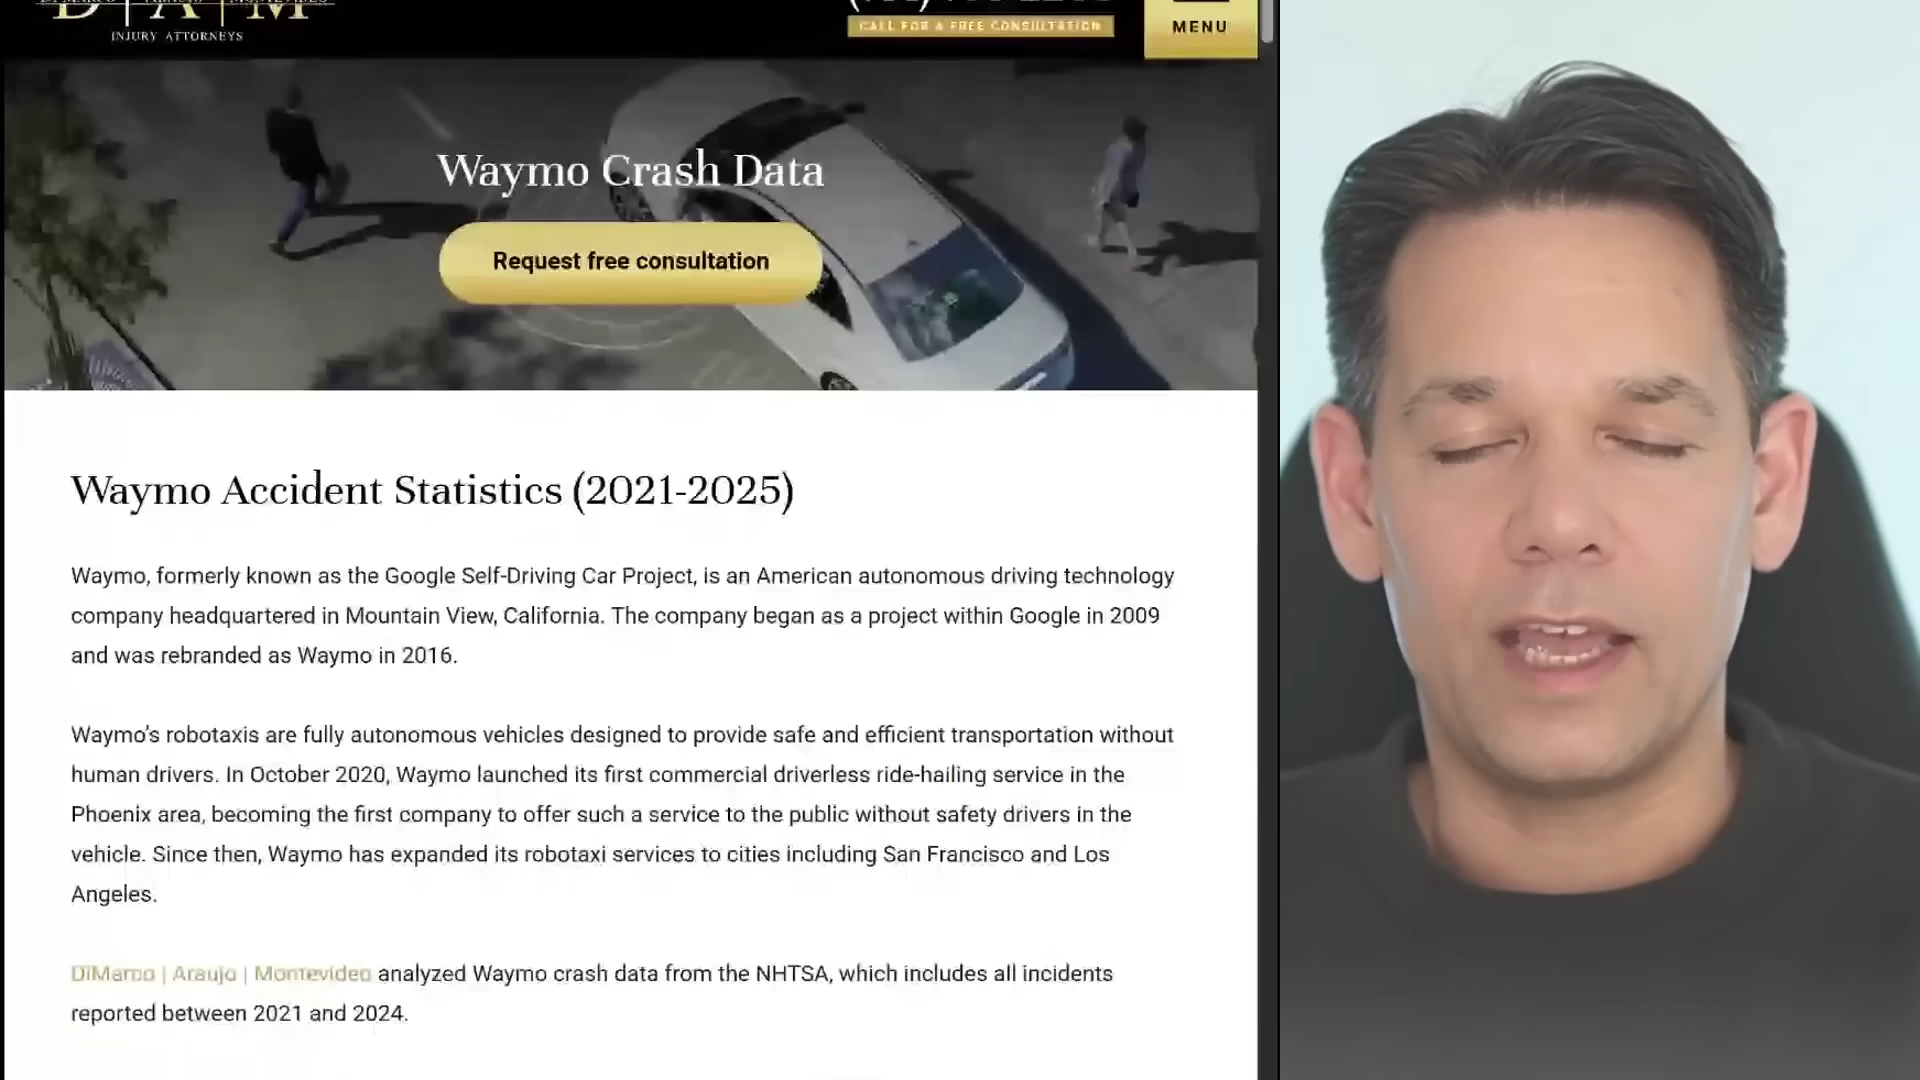 D | A | M
INJURY ATTORNEYS
CALL FOR A FREE CONSULTATION
MENU
Waymo Crash Data
Request free consultation
Waymo Accident Statistics (2021-2025)
Waymo, formerly known as the Google Self-Driving Car Project, is an American autonomous driving technology
company headquartered in Mountain View, California. The company began as a project within Google in 2009
and was rebranded as Waymo in 2016.
Waymo's robotaxis are fully autonomous vehicles designed to provide safe and efficient transportation without
human drivers. In October 2020, Waymo launched its first commercial driverless ride-hailing service in the
Phoenix area, becoming the first company to offer such a service to the public without safety drivers in the
vehicle. Since then, Waymo has expanded its robotaxi services to cities including San Francisco and Los
Angeles.
DiMarco | Araujo | Montevideo analyzed Waymo crash data from the NHTSA, which includes all incidents
reported between 2021 and 2024.